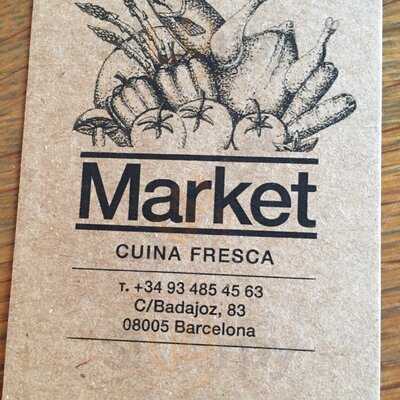 Market
CUINA FRESCA
T. +34 93 485 45 63
C/Badajoz, 83
08005 Barcelona